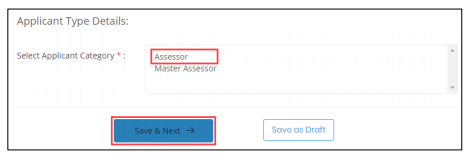 Applicant Type Details:
Select Applicant Category * :
Assessor
Master Assessor
Save & Next →
Save as Draft